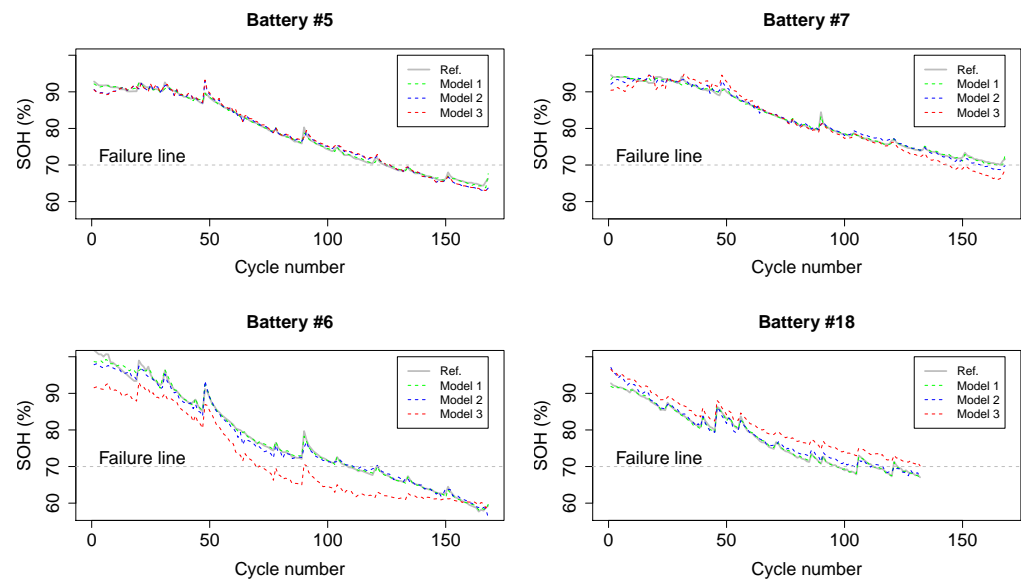 Battery #5
SOH (%)
90
80
70
60
Failure line
Ref.
Model 1
Model 2
Model 3
0
50
100
150
Cycle number
Battery #7
SOH (%)
90
80
70
60
Failure line
Ref.
Model 1
Model 2
Model 3
0
50
100
150
Cycle number
Battery #6
SOH (%)
90
80
70
60
Failure line
Ref.
Model 1
Model 2
Model 3
0
50
100
150
Cycle number
Battery #18
SOH (%)
90
80
70
60
Failure line
Ref.
Model 1
Model 2
Model 3
0
50
100
150
Cycle number